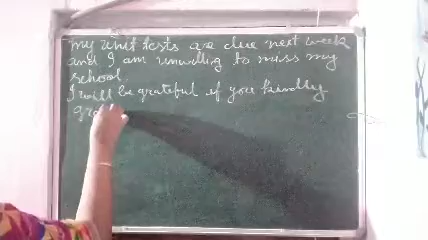 my unit tests are due next week
and I am unwilling to miss my
school
I will be grateful if you kindly